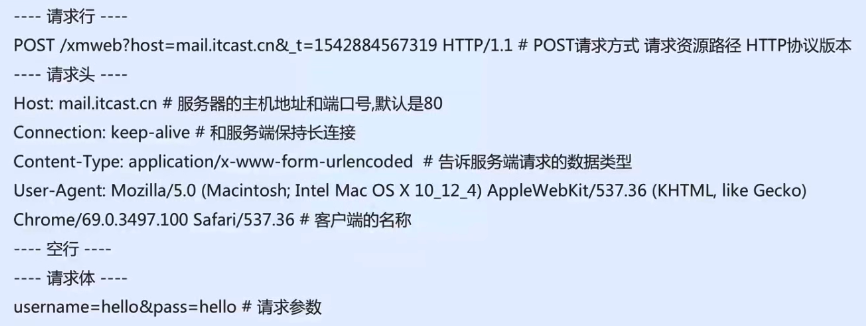 ---- 请求行 ----
POST /xmweb?host=mail.itcast.cn&_t=1542884567319 HTTP/1.1 # POST请求方式 请求资源路径 HTTP协议版本
---- 请求头 ----
Host: mail.itcast.cn # 服务器的主机地址和端口号,默认是80
Connection: keep-alive # 和服务端保持长连接
Content-Type: application/x-www-form-urlencoded  # 告诉服务端请求的数据类型
User-Agent: Mozilla/5.0 (Macintosh; Intel Mac OS X 10_12_4) AppleWebKit/537.36 (KHTML, like Gecko)
Chrome/69.0.3497.100 Safari/537.36 # 客户端的名称
---- 空行 ----
---- 请求体 ----
username=hello&pass=hello # 请求参数